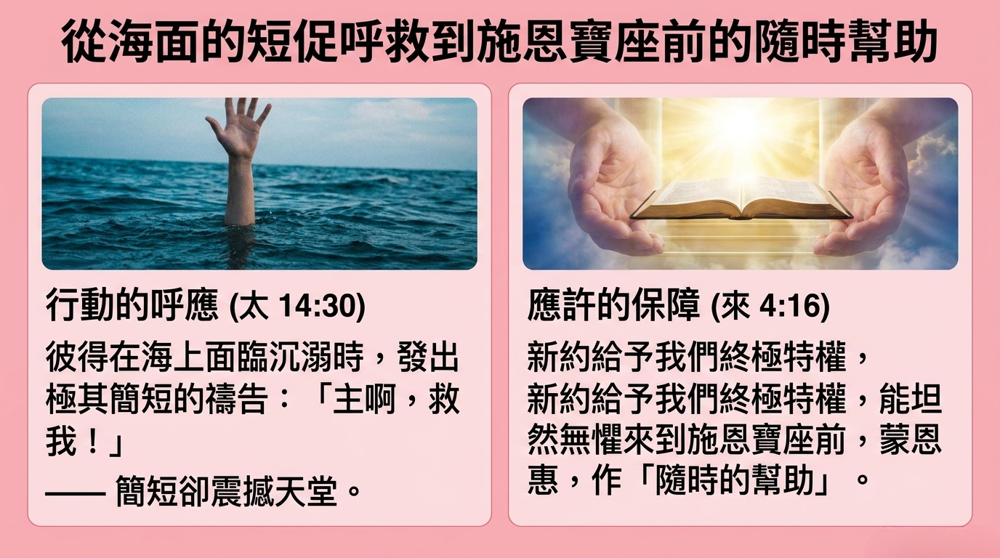 從海面的短促呼救到施恩寶座前的隨時幫助
行動的呼應 (太 14:30)
彼得在海上面臨沉溺時，發出
極其簡短的禱告：「主啊，救
我！」
—— 簡短卻震撼天堂。
應許的保障 (來 4:16)
新約給予我們終極特權，
新約給予我們終極特權，能坦
然無懼來到施恩寶座前，蒙恩
惠，作「隨時的幫助」。